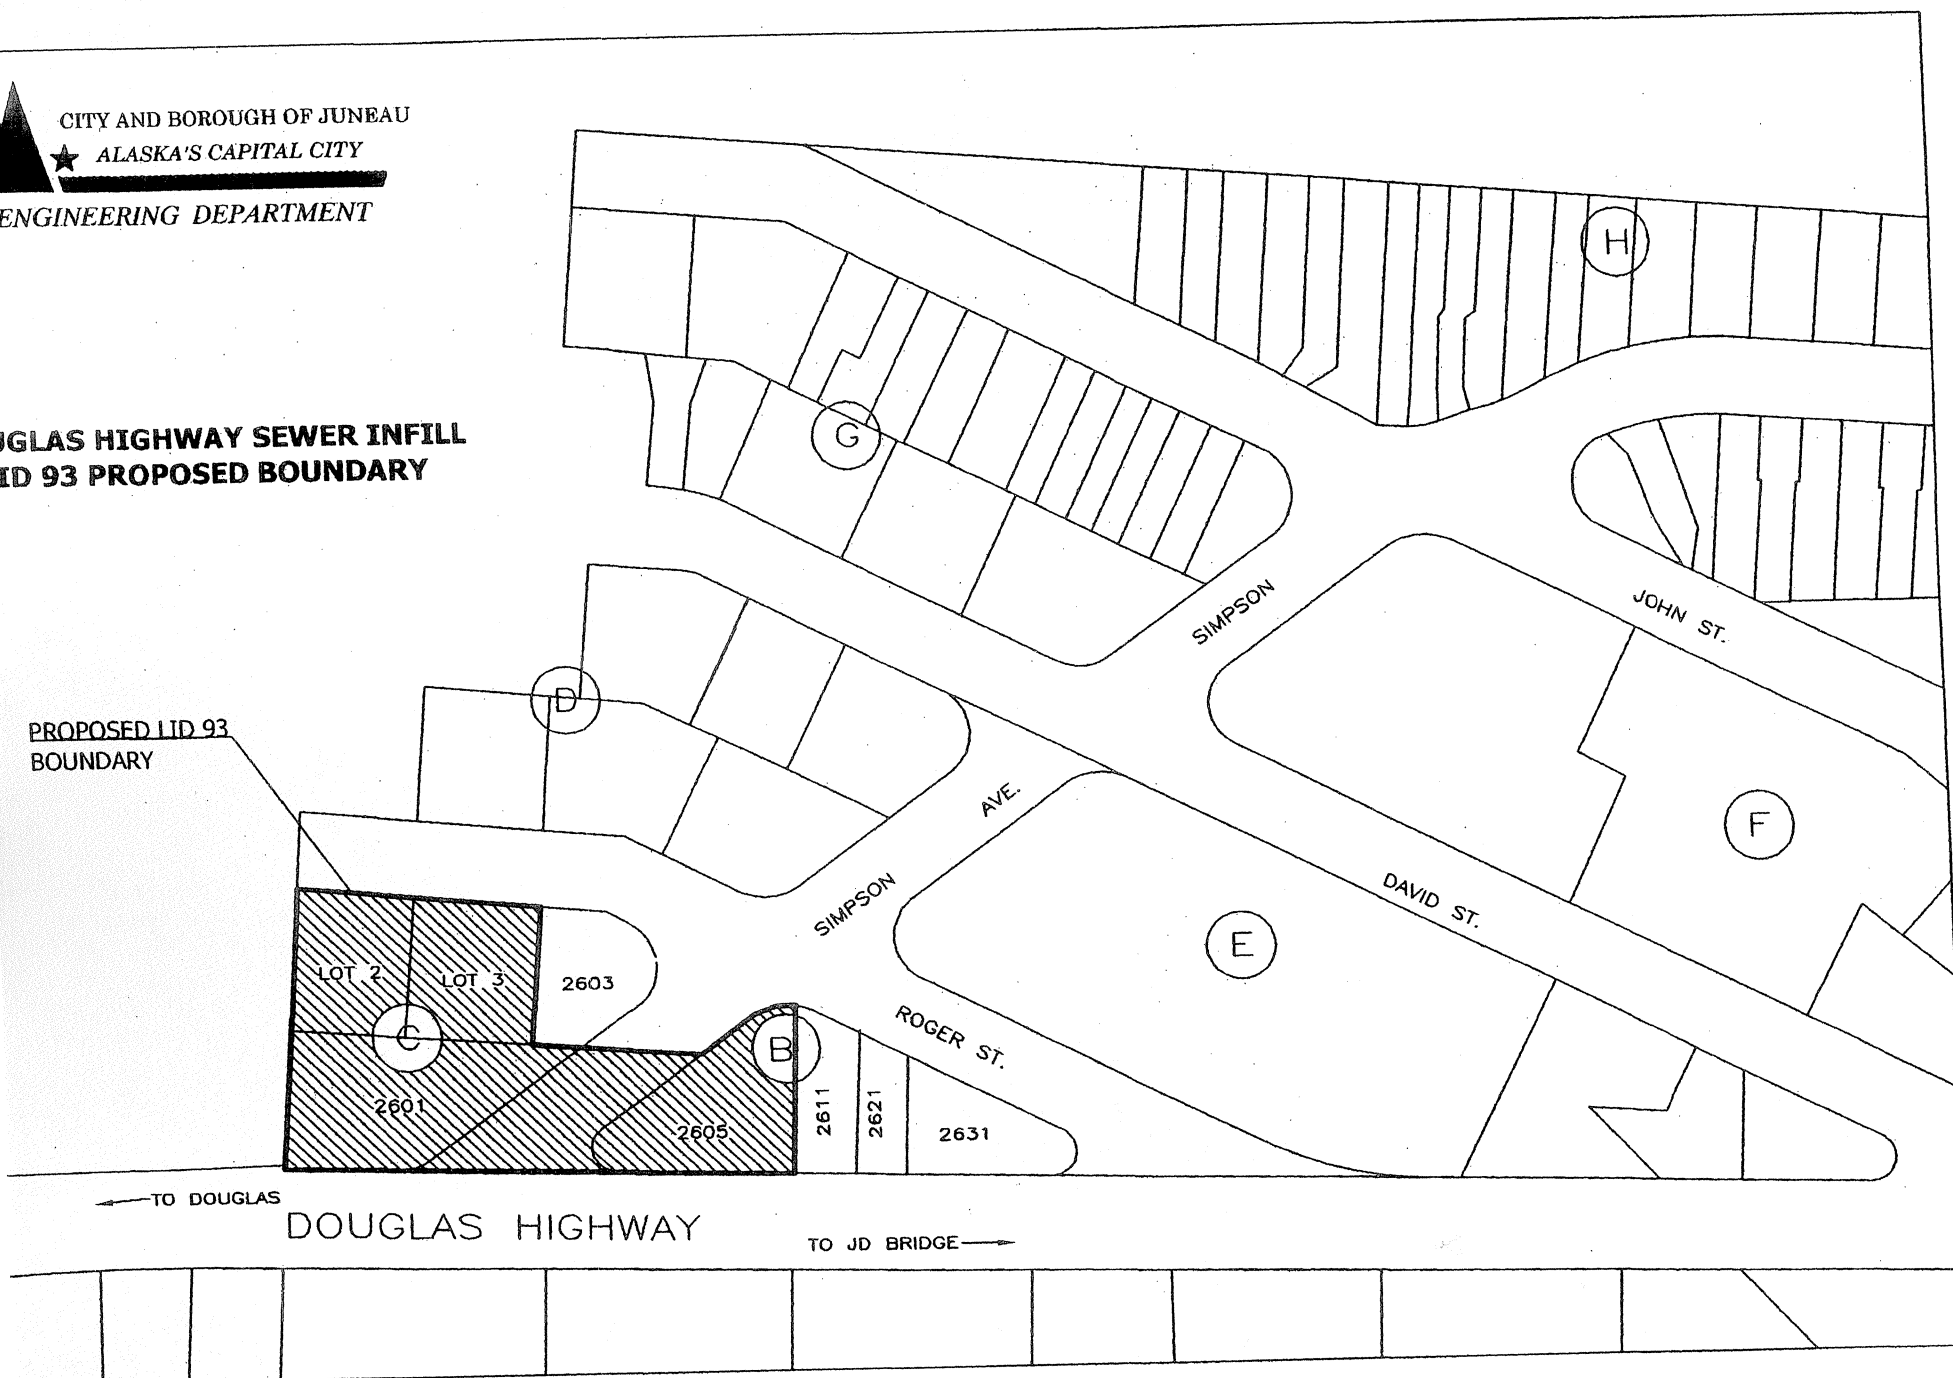 CITY AND BOROUGH OF JUNEAU
ALASKA'S CAPITAL CITY
ENGINEERING DEPARTMENT
UGLAS HIGHWAY SEWER INFILL
ID 93 PROPOSED BOUNDARY
PROPOSED LID 93
BOUNDARY
H
G
SIMPSON
JOHN ST.
D
AVE.
F
SIMPSON
DAVID ST.
E
LOT 2
LOT 3
2603
C
B
ROGER ST.
2601
2605
2611
2621
2631
TO DOUGLAS
DOUGLAS HIGHWAY
TO JD BRIDGE